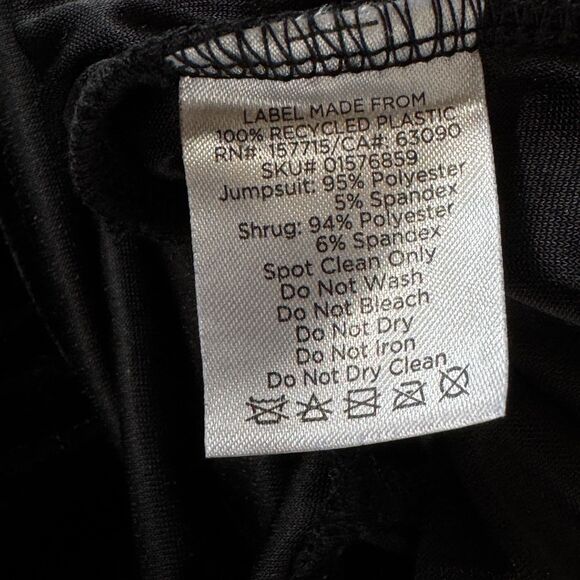 LABEL MADE FROM
100% RECYCLED PLASTIC
RN# 157715/CA# 63090
SKU# 01576859
Jumpsuit: 95% Polyester
5% Spandex
Shrug: 94% Polyester
6% Spandex
Spot Clean Only
Do Not Wash
Do Not Bleach
Do Not Dry
Do Not Iron
Do Not Dry Clean